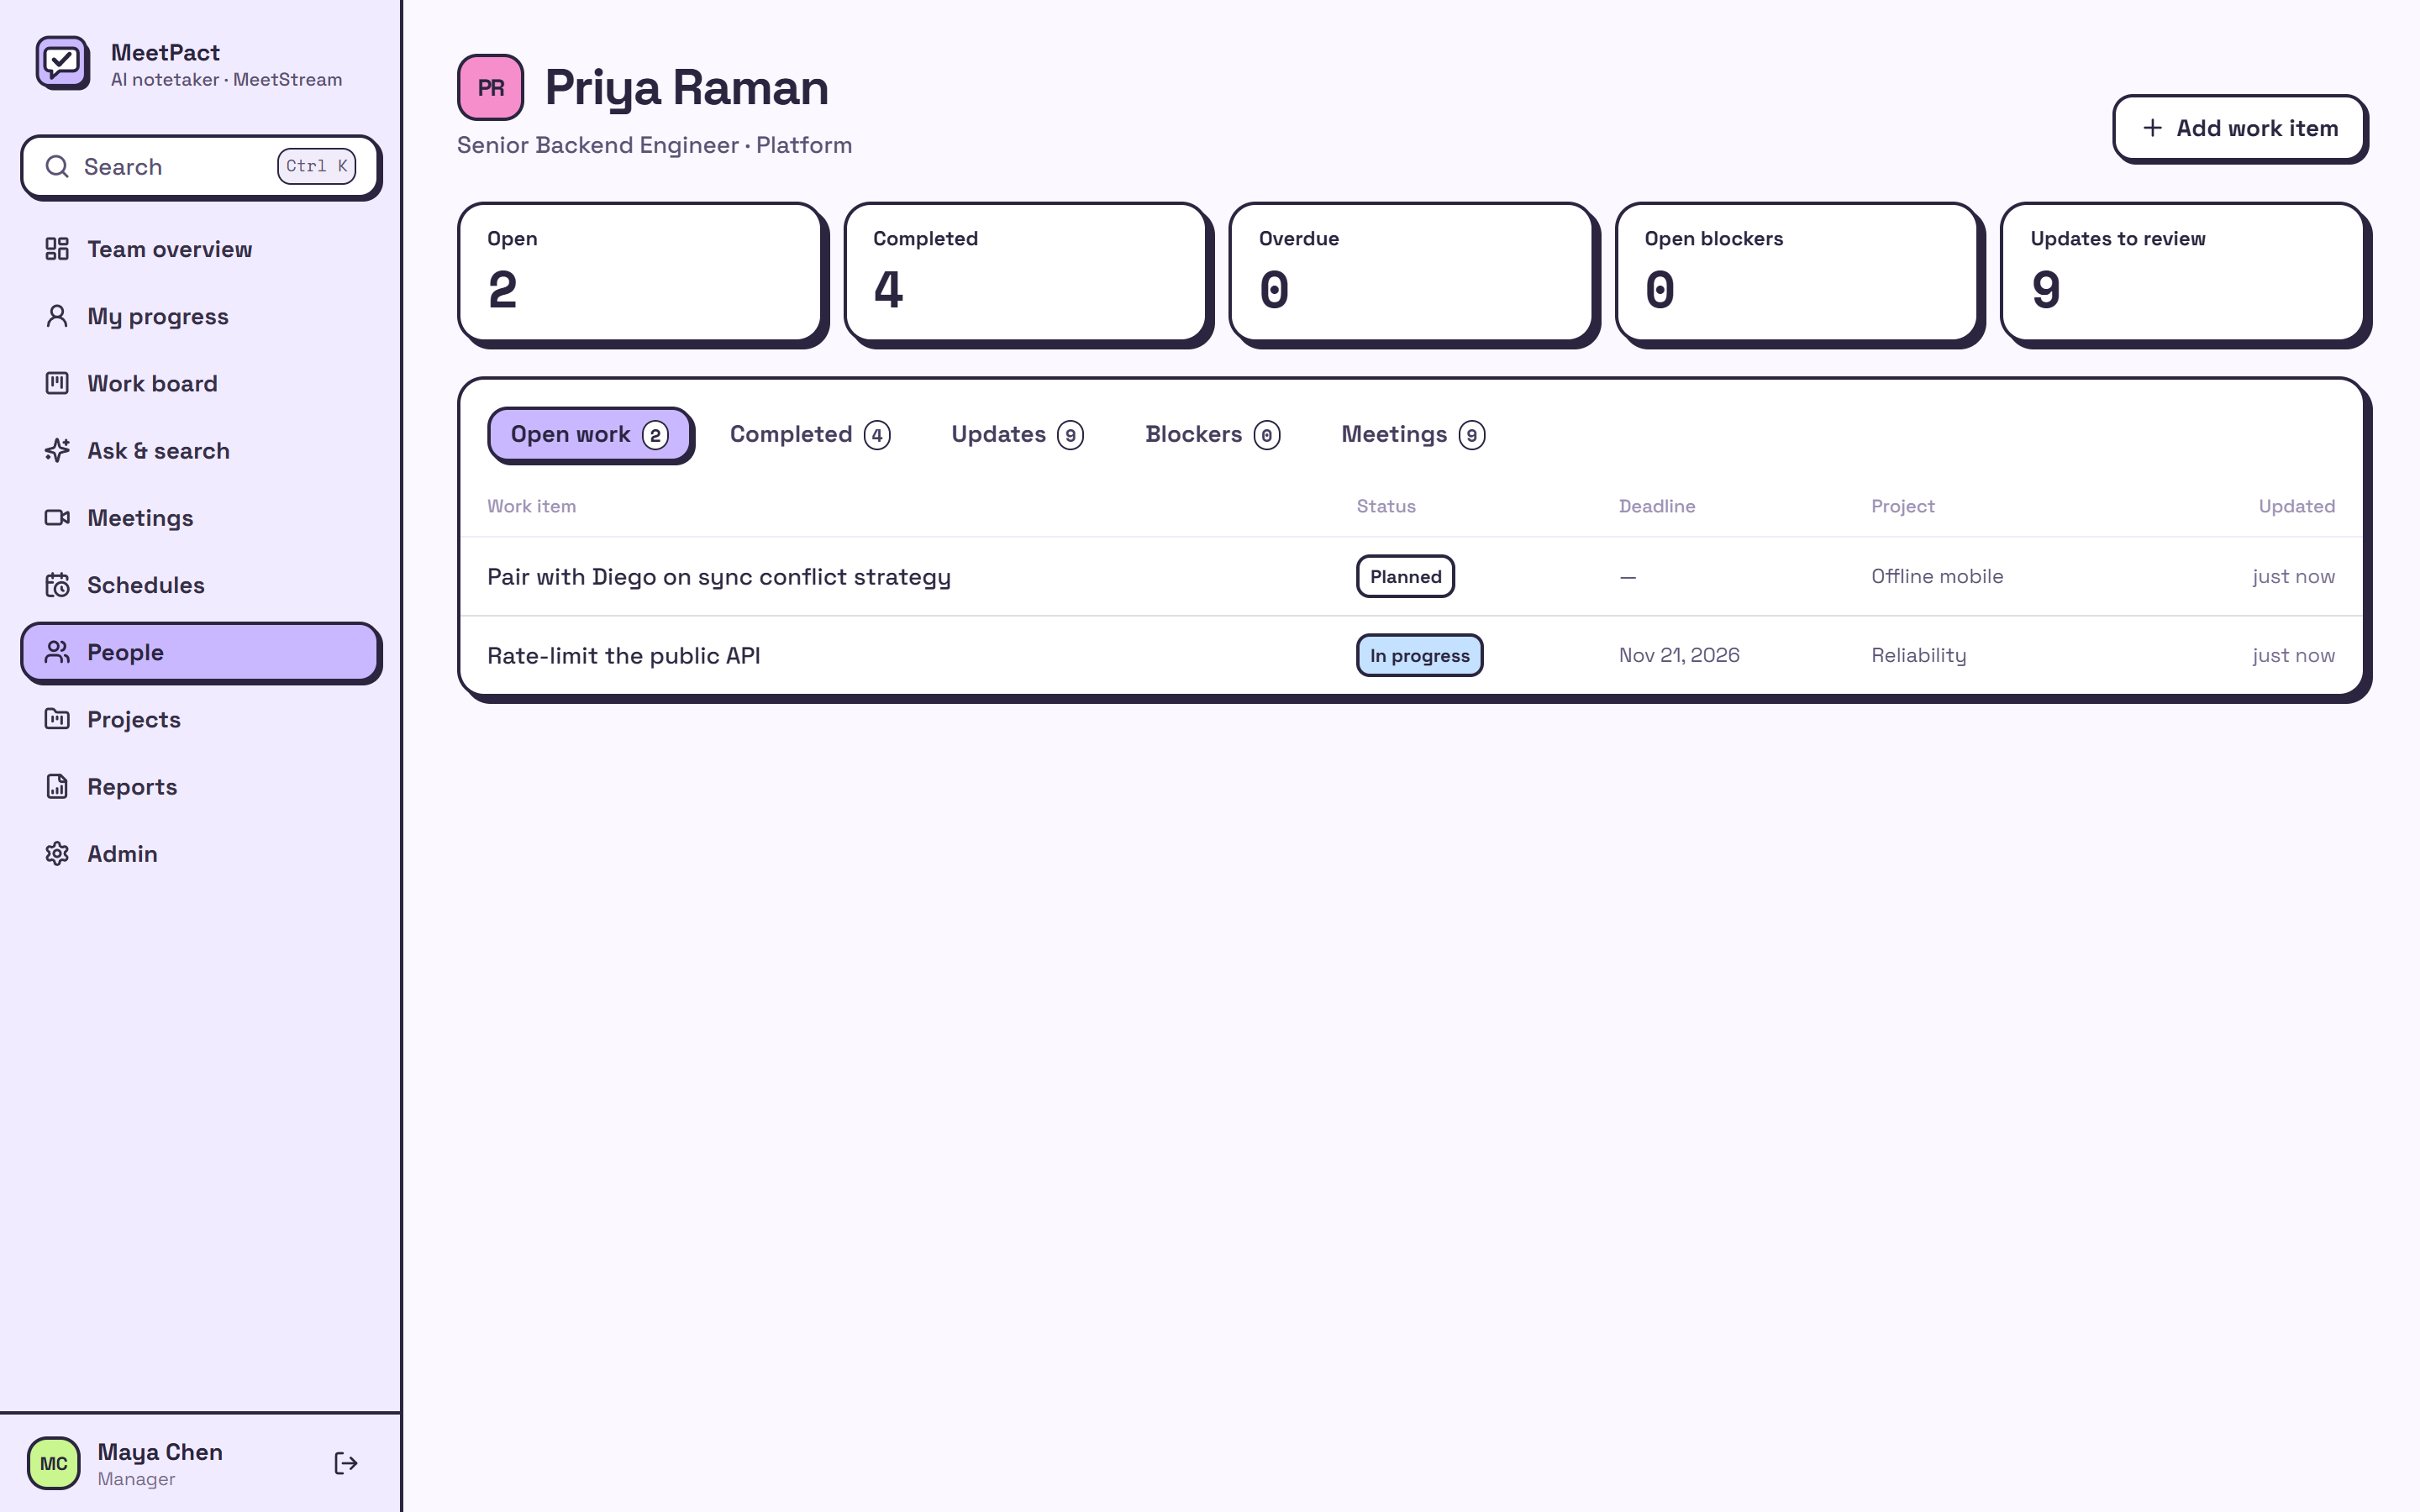 MeetPact
AI notetaker · MeetStream
Search
Ctrl K
Team overview
My progress
Work board
Ask & search
Meetings
Schedules
People
Projects
Reports
Admin
MC
Maya Chen
Manager
PR
Priya Raman
Senior Backend Engineer · Platform
+ Add work item
Open
2
Completed
4
Overdue
0
Open blockers
0
Updates to review
9
Open work 2 Completed 4 Updates 9 Blockers 0 Meetings 9
Work item Status Deadline Project Updated
Pair with Diego on sync conflict strategy Planned — Offline mobile just now
Rate-limit the public API In progress Nov 21, 2026 Reliability just now